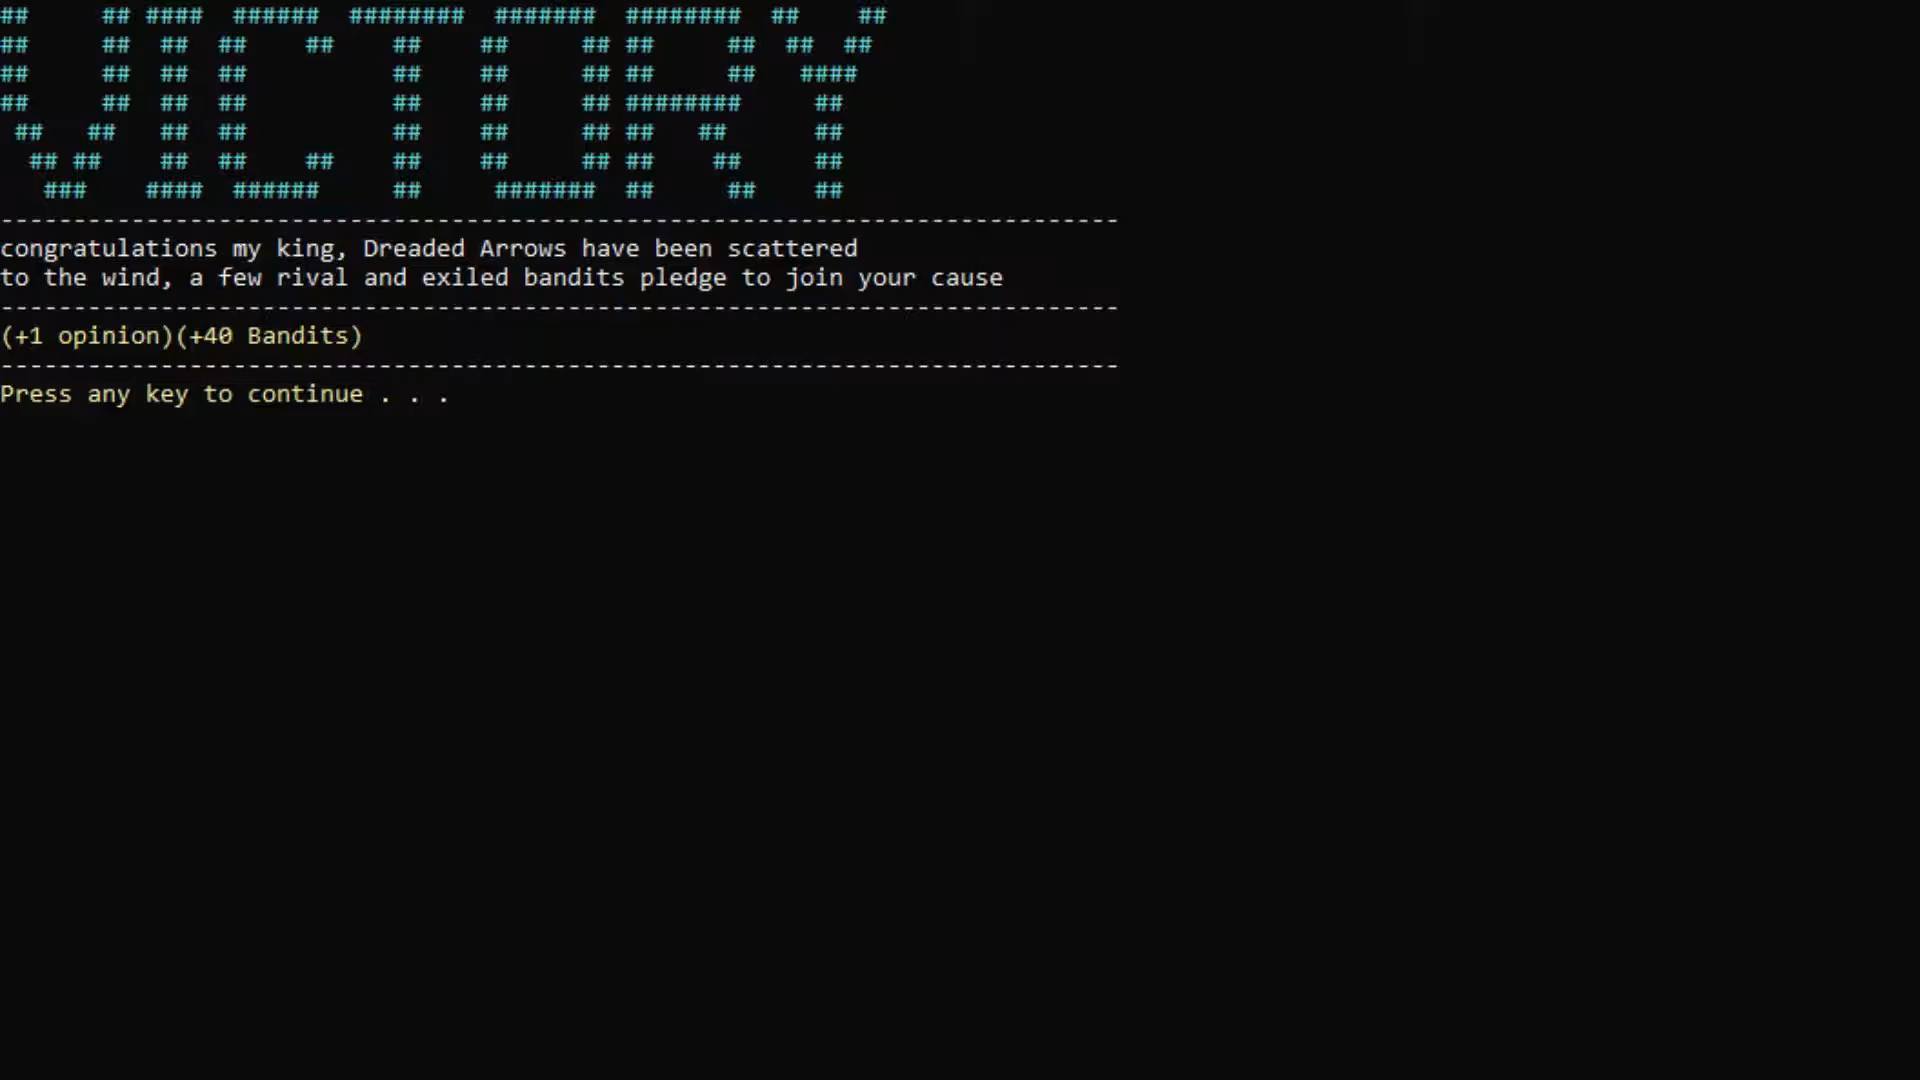 VICTORY
--------------------------------------------------------------------------------
congratulations my king, Dreaded Arrows have been scattered
to the wind, a few rival and exiled bandits pledge to join your cause
--------------------------------------------------------------------------------
(+1 opinion)(+40 Bandits)
--------------------------------------------------------------------------------
Press any key to continue . . .